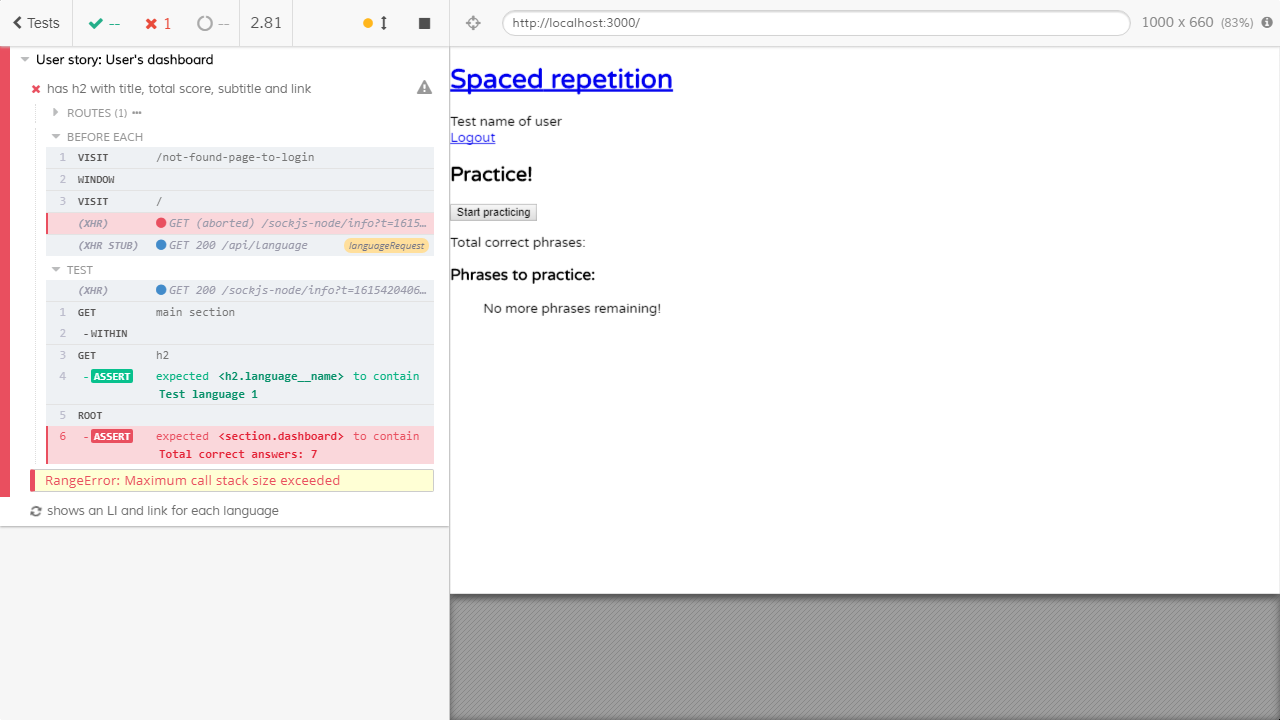 Tests
--
1
--
2.81
User story: User's dashboard
has h2 with title, total score, subtitle and link
ROUTES (1)
BEFORE EACH
1 VISIT /not-found-page-to-login
2 WINDOW
3 VISIT /
(XHR) GET (aborted) /sockjs-node/info?t=1615…
(XHR STUB) GET 200 /api/language languageRequest
TEST
(XHR) GET 200 /sockjs-node/info?t=1615420406…
1 GET main section
2 -WITHIN
3 GET h2
4 -ASSERT expected <h2.language__name> to contain
Test language 1
5 ROOT
6 -ASSERT expected <section.dashboard> to contain
Total correct answers: 7
RangeError: Maximum call stack size exceeded
shows an LI and link for each language
http://localhost:3000/
1000 x 660 (83%)
Spaced repetition
Test name of user
Logout
Practice!
Start practicing
Total correct phrases:
Phrases to practice:
No more phrases remaining!